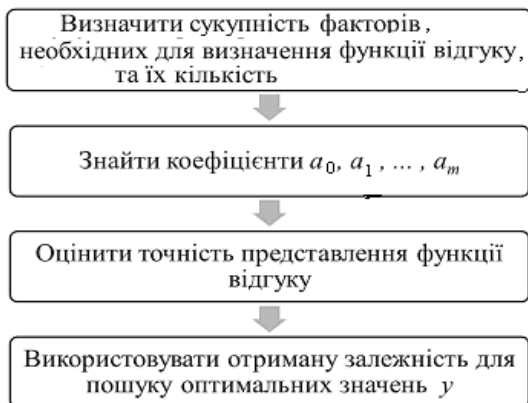 Визначити сукупність факторів,
необхідних для визначення функції відгуку,
та їх кількість
Знайти коефіцієнти a0, a1 , ... , am
Оцінити точність представлення функції
відгуку
Використовувати отриману залежність для
пошуку оптимальних значень y